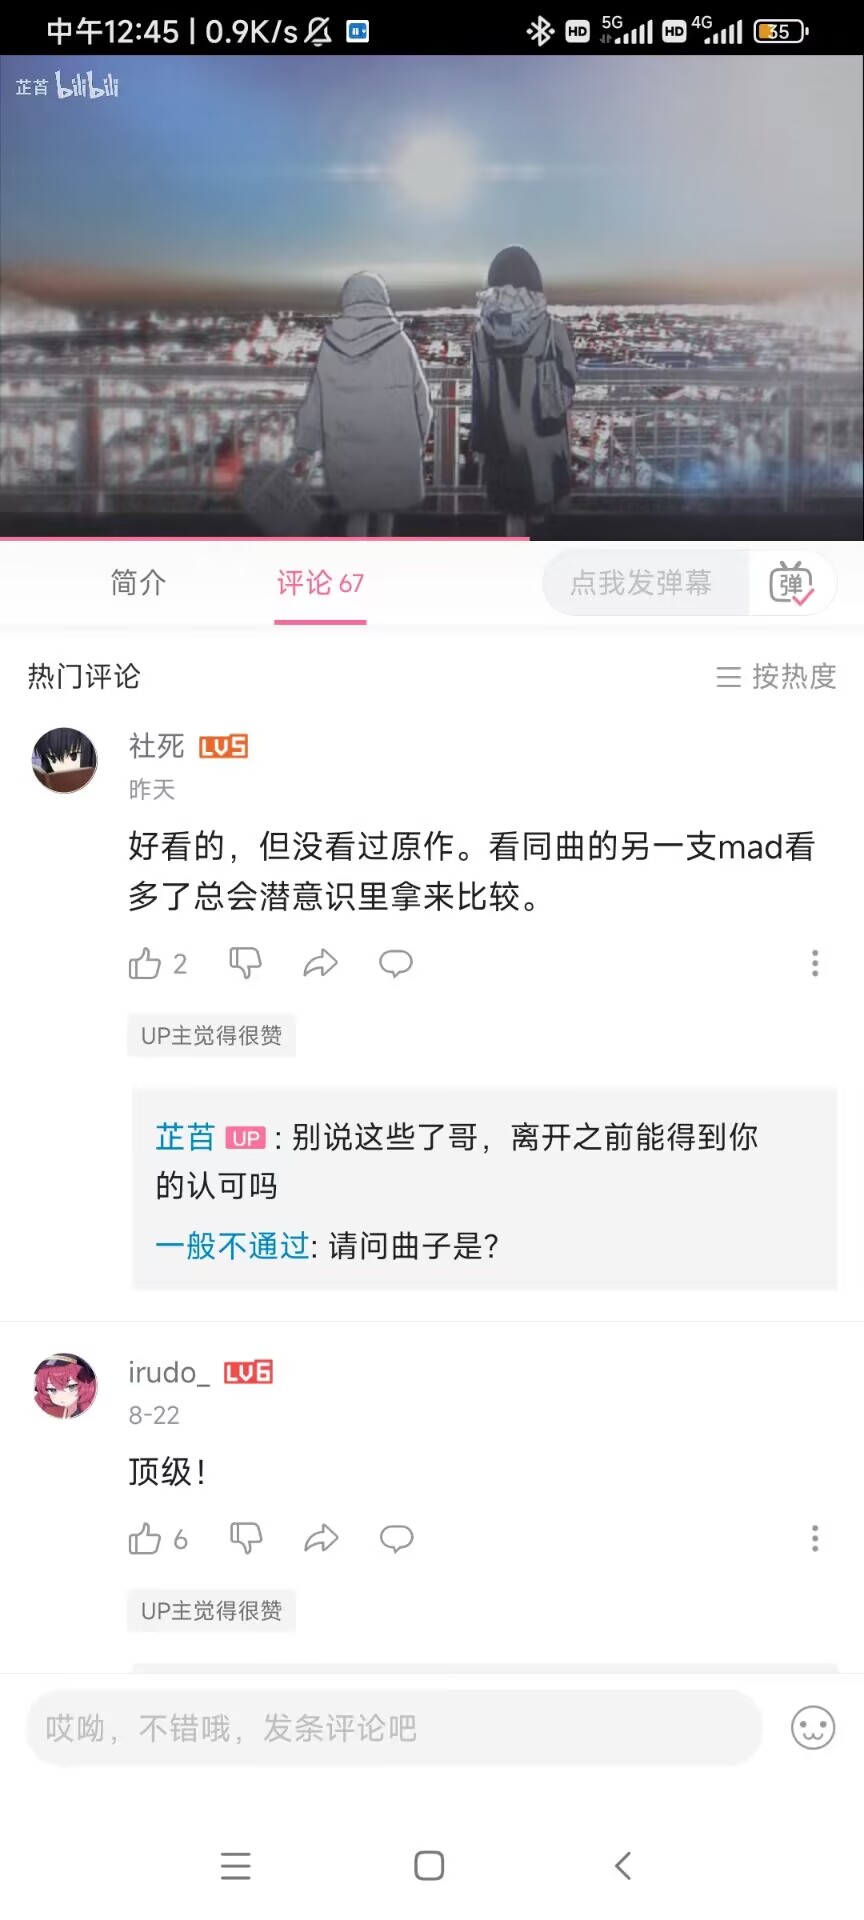 中午12:45 | 0.9K/s
HD 5G HD 4G 35
芷苔 bilibili
简介 评论 67 点我发弹幕 弹
热门评论 按热度
社死 LV5
昨天
好看的，但没看过原作。看同曲的另一支mad看
多了总会潜意识里拿来比较。
2
UP主觉得很赞
芷苔 UP : 别说这些了哥，离开之前能得到你
的认可吗
一般不通过: 请问曲子是?
irudo_ LV6
8-22
顶级！
6
UP主觉得很赞
哎呦，不错哦，发条评论吧